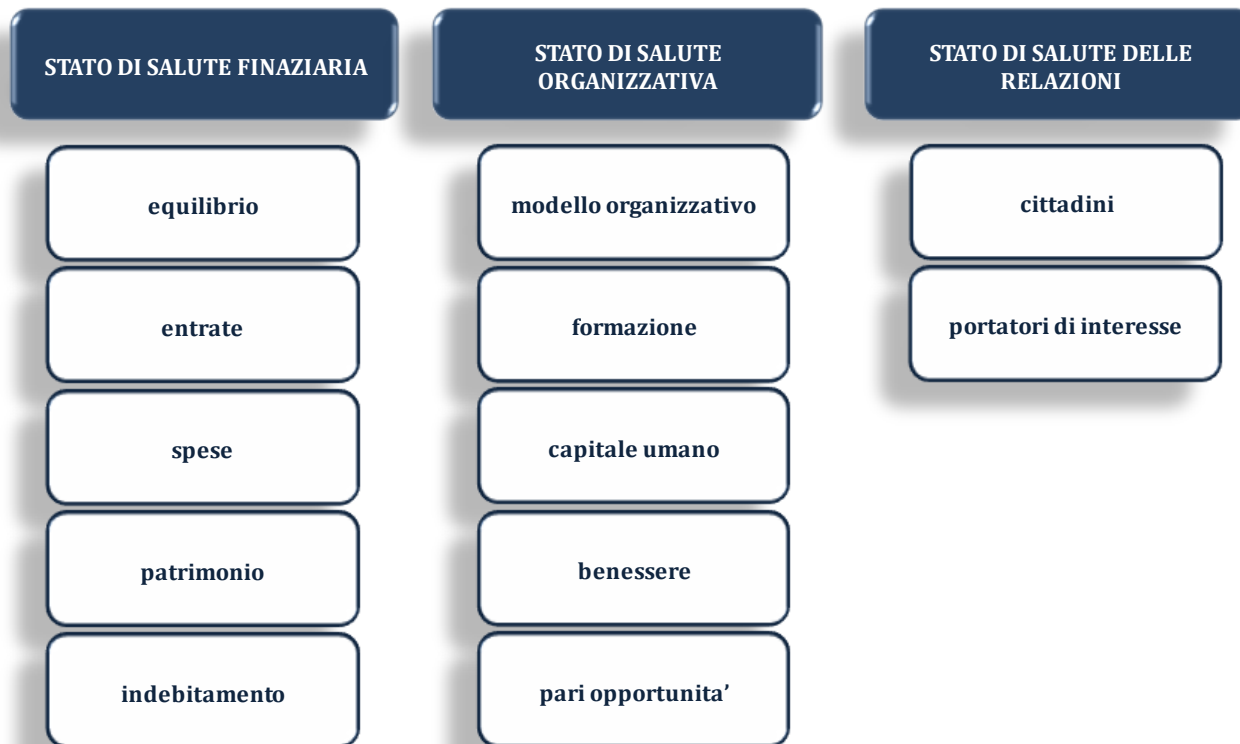 STATO DI SALUTE FINAZIARIA
equilibrio
entrate
spese
patrimonio
indebitamento
STATO DI SALUTE
ORGANIZZATIVA
modello organizzativo
formazione
capitale umano
benessere
pari opportunita’
STATO DI SALUTE DELLE
RELAZIONI
cittadini
portatori di interesse